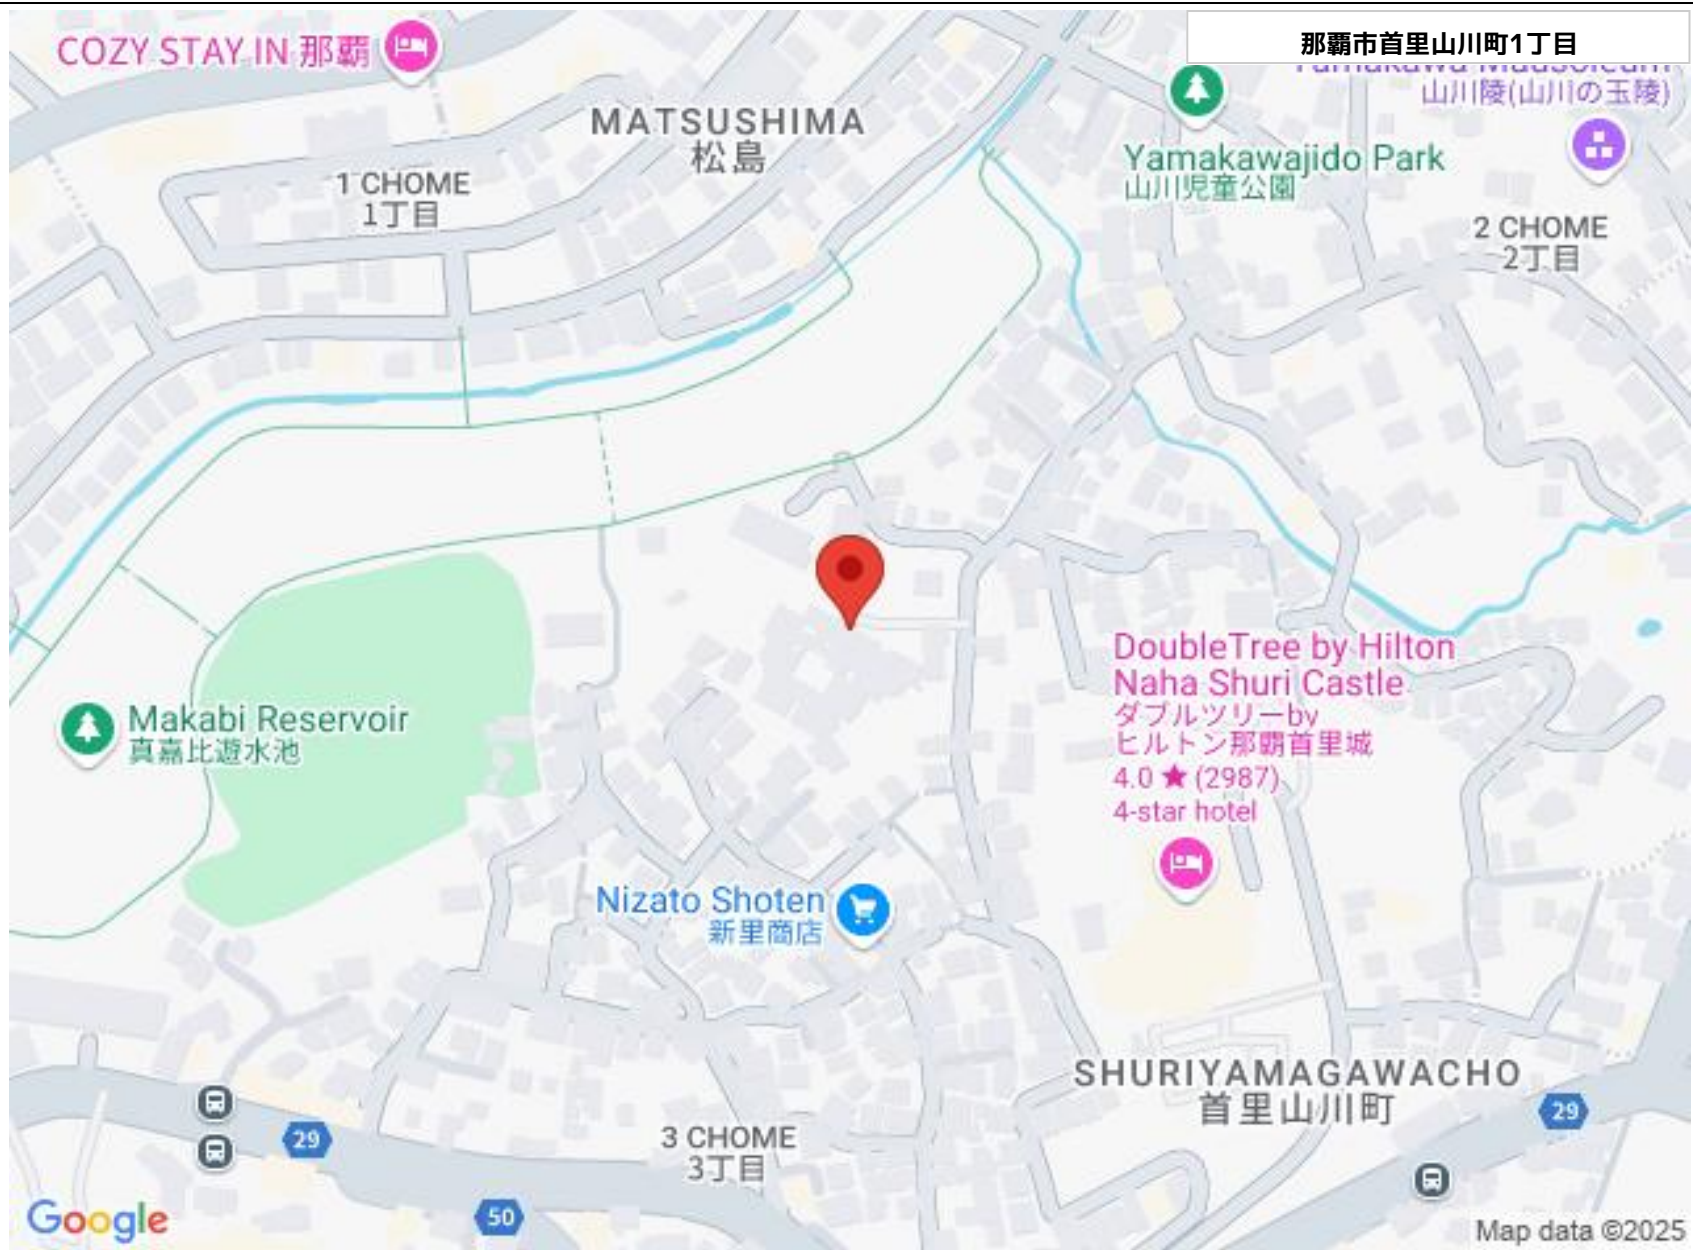 那覇市首里山川町1丁目
COZY STAY IN 那覇
山川陵(山川の玉陵)
MATSUSHIMA
松島
Yamakawajido Park
山川児童公園
1 CHOME
1丁目
2 CHOME
2丁目
DoubleTree by Hilton
Naha Shuri Castle
ダブルツリーby
ヒルトン那覇首里城
4.0 ★ (2987)
4-star hotel
Makabi Reservoir
真嘉比遊水池
Nizato Shoten
新里商店
SHURIYAMAGAWACHO
首里山川町
29
29
3 CHOME
3丁目
50
Google
Map data ©2025